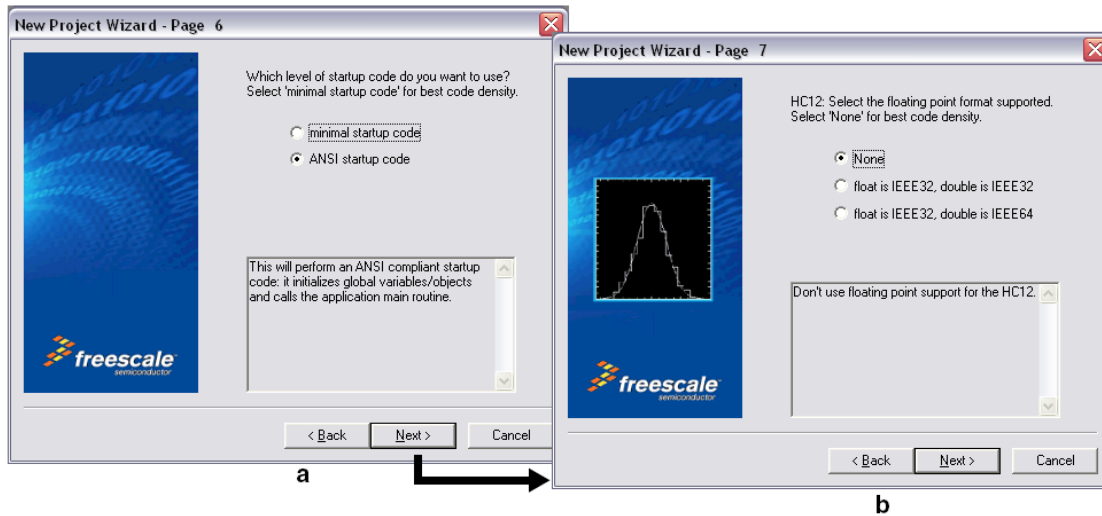 New Project Wizard - Page 6
Which level of startup code do you want to use?
Select 'minimal startup code' for best code density.
minimal startup code
ANSI startup code
This will perform an ANSI compliant startup
code: it initializes global variables/objects
and calls the application main routine.
freescale
semiconductor
< Back
Next >
Cancel
a
New Project Wizard - Page 7
HC12: Select the floating point format supported.
Select 'None' for best code density.
None
float is IEEE32, double is IEEE32
float is IEEE32, double is IEEE64
Don't use floating point support for the HC12.
freescale
semiconductor
< Back
Next >
Cancel
b